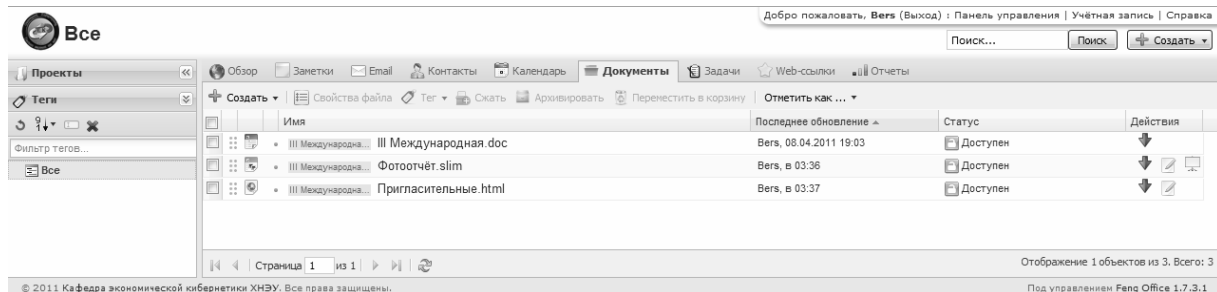 Добро пожаловать, Bers (Выход) : Панель управления | Учётная запись | Справка
Все
Поиск... Поиск Создать
Проекты Обзор Заметки Email Контакты Календарь Документы Задачи Web-ссылки Отчеты
Теги Создать Свойства файла Тег Сжать Архивировать Переместить в корзину Отметить как ...
Имя Последнее обновление Статус Действия
Фильтр тегов... III Международна... III Международная.doc Bers, 08.04.2011 19:03 Доступен
Все III Международна... Фотоотчёт.slim Bers, в 03:36 Доступен
III Международна... Пригласительные.html Bers, в 03:37 Доступен
Страница 1 из 1 Отображение 1 объектов из 3. Всего: 3
© 2011 Кафедра экономической кибернетики ХНЭУ. Все права защищены. Под управлением Feng Office 1.7.3.1